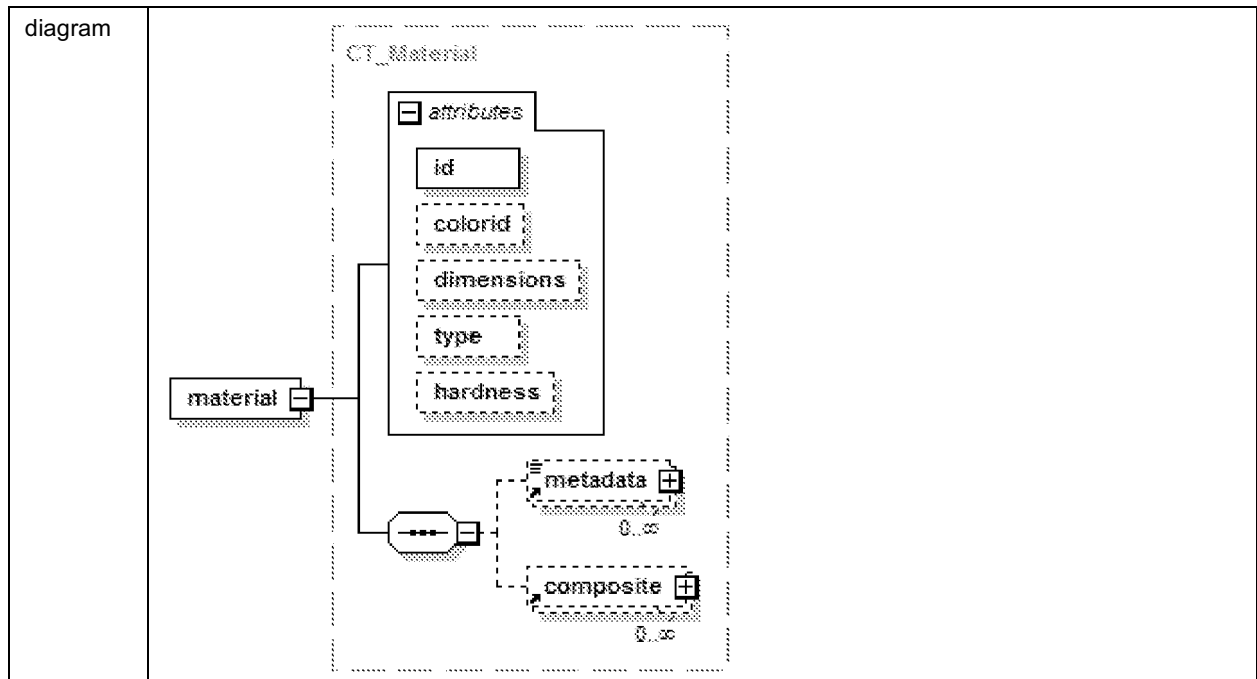 diagram
CT_Material
attributes
id
colorid
dimensions
type
hardness
material
metadata
0..∞
composite
0..∞